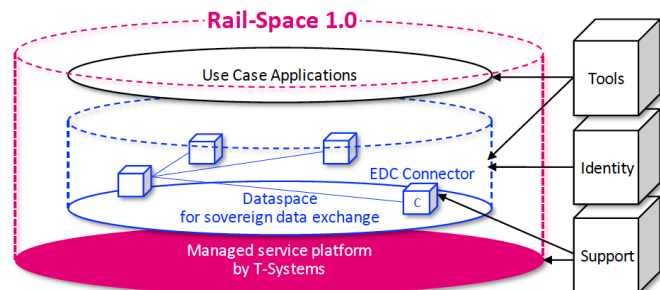 Rail-Space 1.0
Use Case Applications
Tools
EDC Connector
Identity
C
Dataspace
for sovereign data exchange
Managed service platform
by T-Systems
Support